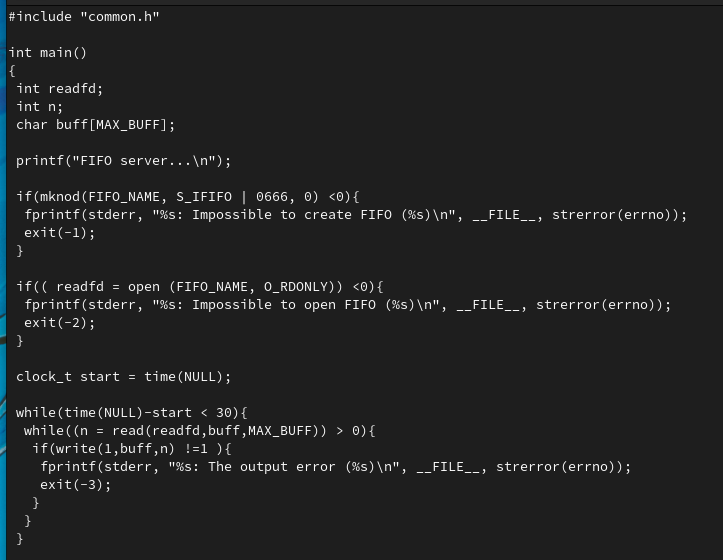 #include "common.h"

int main()
{
 int readfd;
 int n;
 char buff[MAX_BUFF];

 printf("FIFO server...\n");

 if(mknod(FIFO_NAME, S_IFIFO | 0666, 0) <0){
  fprintf(stderr, "%s: Impossible to create FIFO (%s)\n", __FILE__, strerror(errno));
  exit(-1);
 }

 if(( readfd = open (FIFO_NAME, O_RDONLY)) <0){
  fprintf(stderr, "%s: Impossible to open FIFO (%s)\n", __FILE__, strerror(errno));
  exit(-2);
 }

 clock_t start = time(NULL);

 while(time(NULL)-start < 30){
  while((n = read(readfd,buff,MAX_BUFF)) > 0){
   if(write(1,buff,n) !=1 ){
    fprintf(stderr, "%s: The output error (%s)\n", __FILE__, strerror(errno));
    exit(-3);
   }
  }
 }